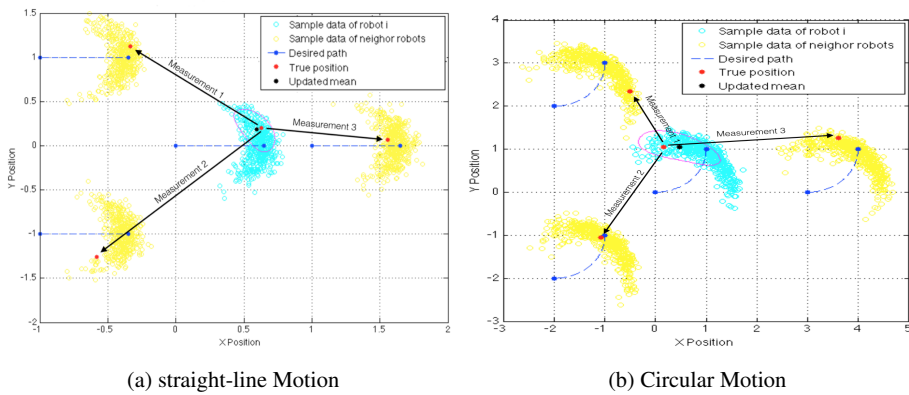 Sample data of robot i
Sample data of neighor robots
Desired path
True position
Updated mean
Measurement 1
Measurement 2
Measurement 3
Y Position
X Position
1.5
1
0.5
0
-0.5
-1
-1.5
-2
-1
-0.5
0
0.5
1
1.5
2
(a) straight-line Motion
Sample data of robot i
Sample data of neighor robots
Desired path
True position
Updated mean
Measurement 1
Measurement 2
Measurement 3
Y Position
X Position
4
3
2
1
0
-1
-2
-3
-3
-2
-1
0
1
2
3
4
5
(b) Circular Motion